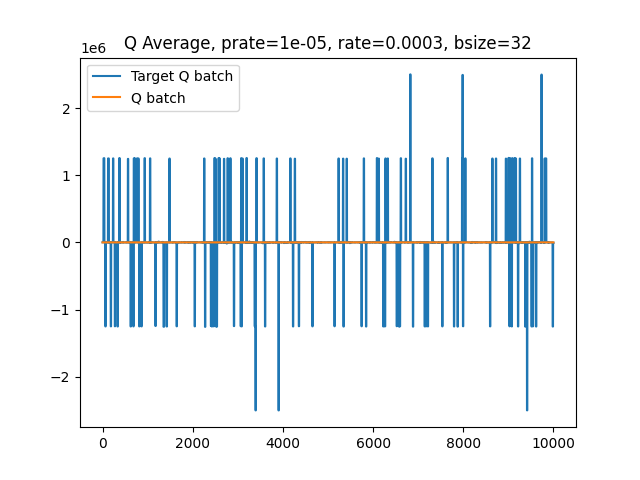 Q Average, prate=1e-05, rate=0.0003, bsize=32
1e6
Target Q batch
Q batch
2
1
0
−1
−2
0 2000 4000 6000 8000 10000